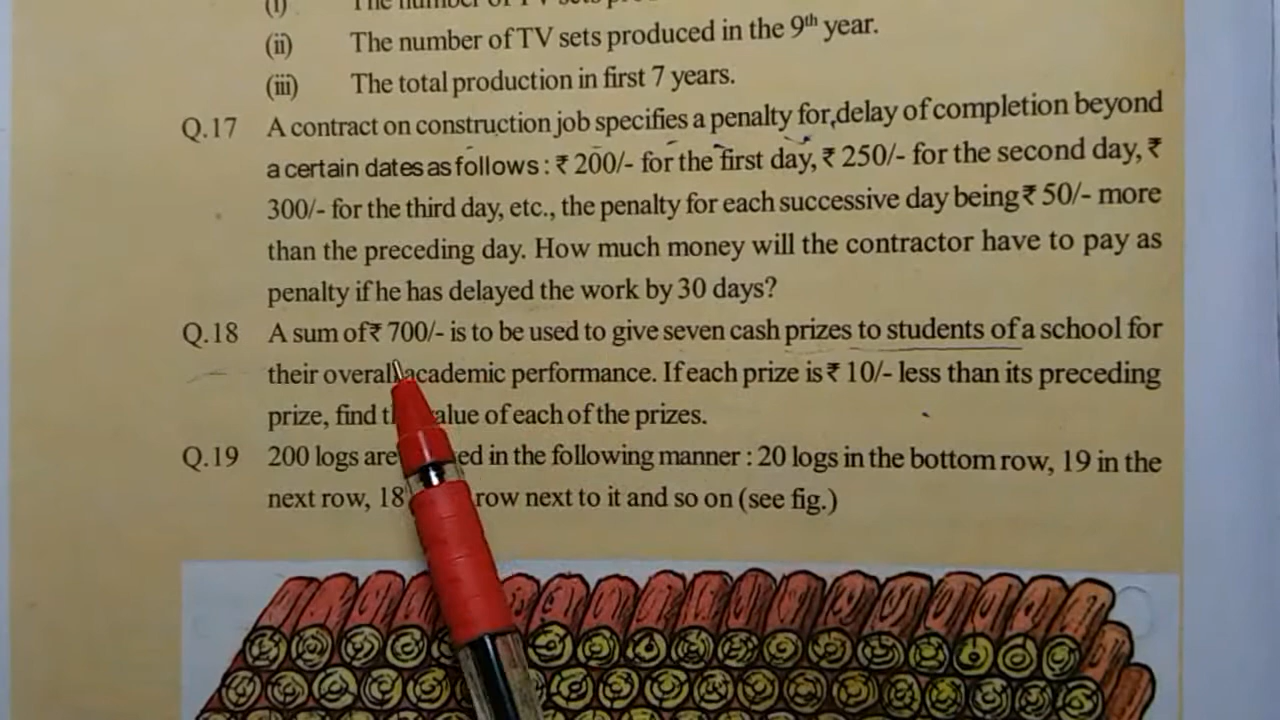 (i) The number of TV sets
(ii) The number of TV sets produced in the 9th year.
(iii) The total production in first 7 years.
Q.17 A contract on construction job specifies a penalty for delay of completion beyond
a certain dates as follows : ₹ 200/- for the first day, ₹ 250/- for the second day, ₹
300/- for the third day, etc., the penalty for each successive day being ₹ 50/- more
than the preceding day. How much money will the contractor have to pay as
penalty if he has delayed the work by 30 days?
Q.18 A sum of ₹ 700/- is to be used to give seven cash prizes to students of a school for
their overall academic performance. If each prize is ₹ 10/- less than its preceding
prize, find value of each of the prizes.
Q.19 200 logs are in the following manner : 20 logs in the bottom row, 19 in the
next row, 18 row next to it and so on (see fig.)